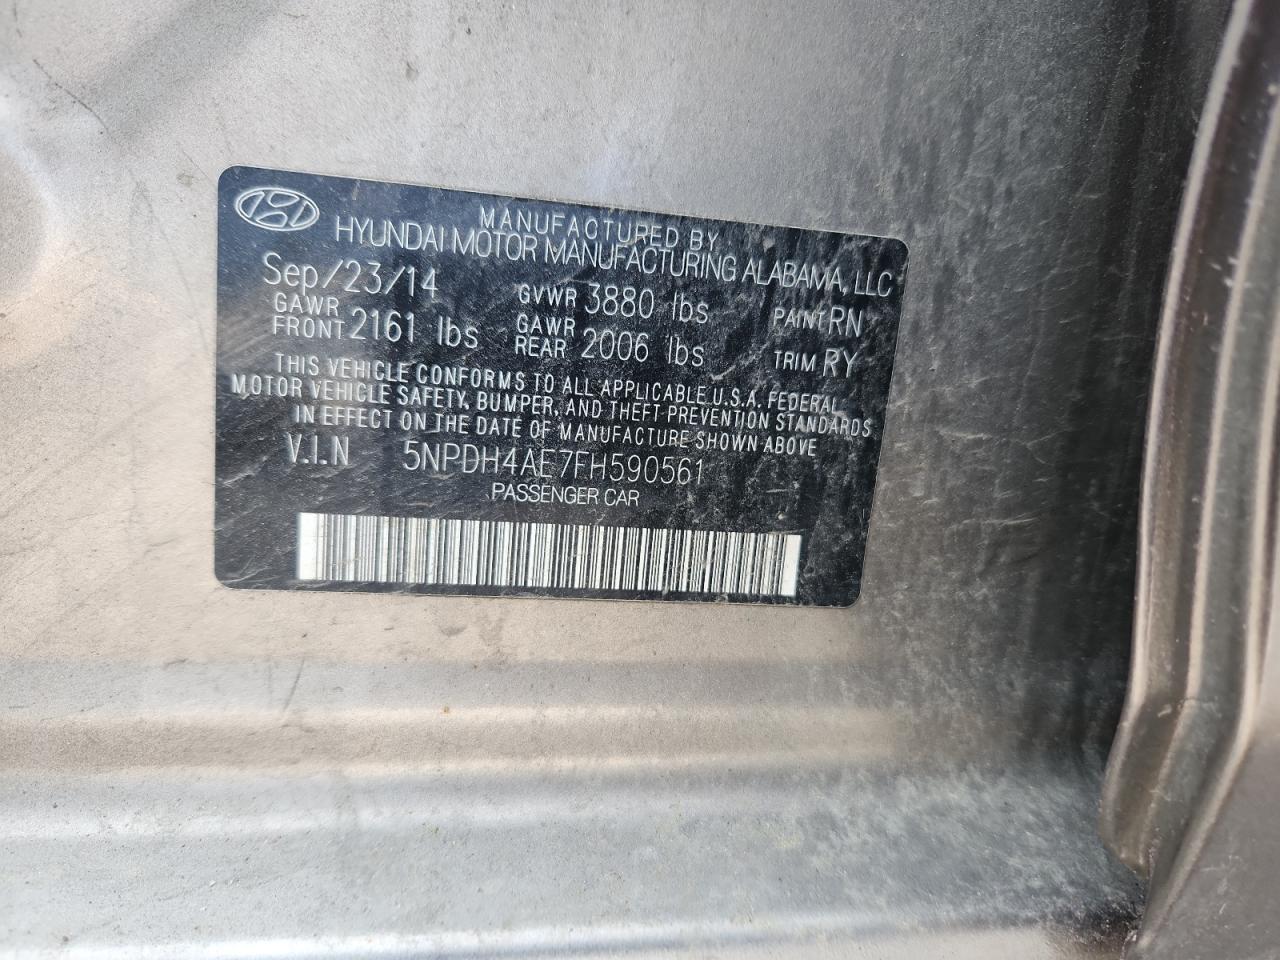 MANUFACTURED BY
HYUNDAI MOTOR MANUFACTURING ALABAMA, LLC
Sep/23/14 GVWR 3880 lbs PAINT RN
GAWR FRONT 2161 lbs GAWR REAR 2006 lbs TRIM RY
THIS VEHICLE CONFORMS TO ALL APPLICABLE U.S.A. FEDERAL
MOTOR VEHICLE SAFETY, BUMPER, AND THEFT PREVENTION STANDARDS
IN EFFECT ON THE DATE OF MANUFACTURE SHOWN ABOVE
V.I.N 5NPDH4AE7FH590561
PASSENGER CAR